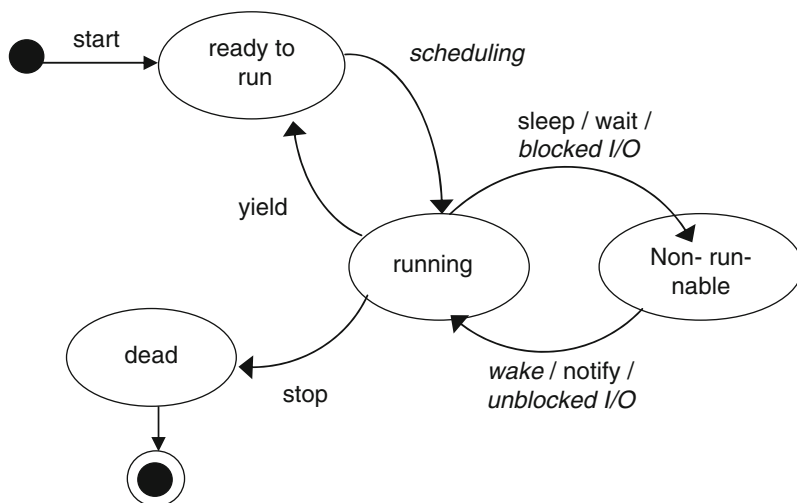 start
ready to
run
scheduling
sleep / wait /
blocked I/O
yield
running
Non- run-
nable
dead
stop
wake / notify /
unblocked I/O